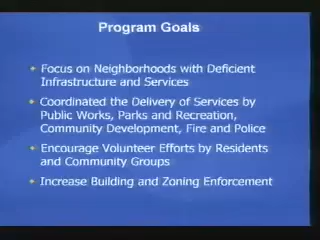 Program Goals
Focus on Neighborhoods with Deficient
Infrastructure and Services
Coordinated the Delivery of Services by
Public Works, Parks and Recreation,
Community Development, Fire and Police
Encourage Volunteer Efforts by Residents
and Community Groups
Increase Building and Zoning Enforcement